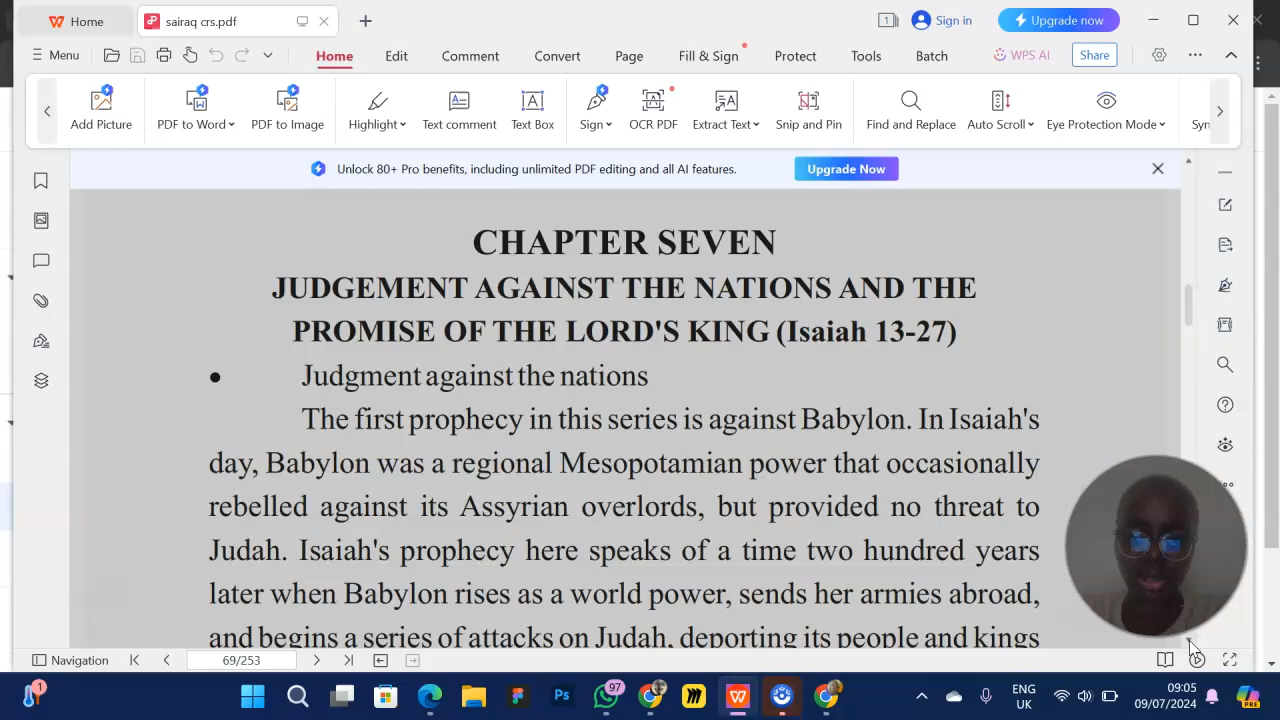 Home
sairaq crs.pdf
1
Sign in
Upgrade now
Menu
Home
Edit
Comment
Convert
Page
Fill & Sign
Protect
Tools
Batch
WPS AI
Share
Add Picture
PDF to Word
PDF to Image
Highlight
Text comment
Text Box
Sign
OCR PDF
Extract Text
Snip and Pin
Find and Replace
Auto Scroll
Eye Protection Mode
Unlock 80+ Pro benefits, including unlimited PDF editing and all AI features.
Upgrade Now
CHAPTER SEVEN
JUDGEMENT AGAINST THE NATIONS AND THE
PROMISE OF THE LORD'S KING (Isaiah 13-27)
Judgment against the nations
The first prophecy in this series is against Babylon. In Isaiah's
day, Babylon was a regional Mesopotamian power that occasionally
rebelled against its Assyrian overlords, but provided no threat to
Judah. Isaiah's prophecy here speaks of a time two hundred years
later when Babylon rises as a world power, sends her armies abroad,
and begins a series of attacks on Judah, deporting its people and kings
Navigation
69/253
1
Ps
97
ENG
UK
09:05
09/07/2024
PRE